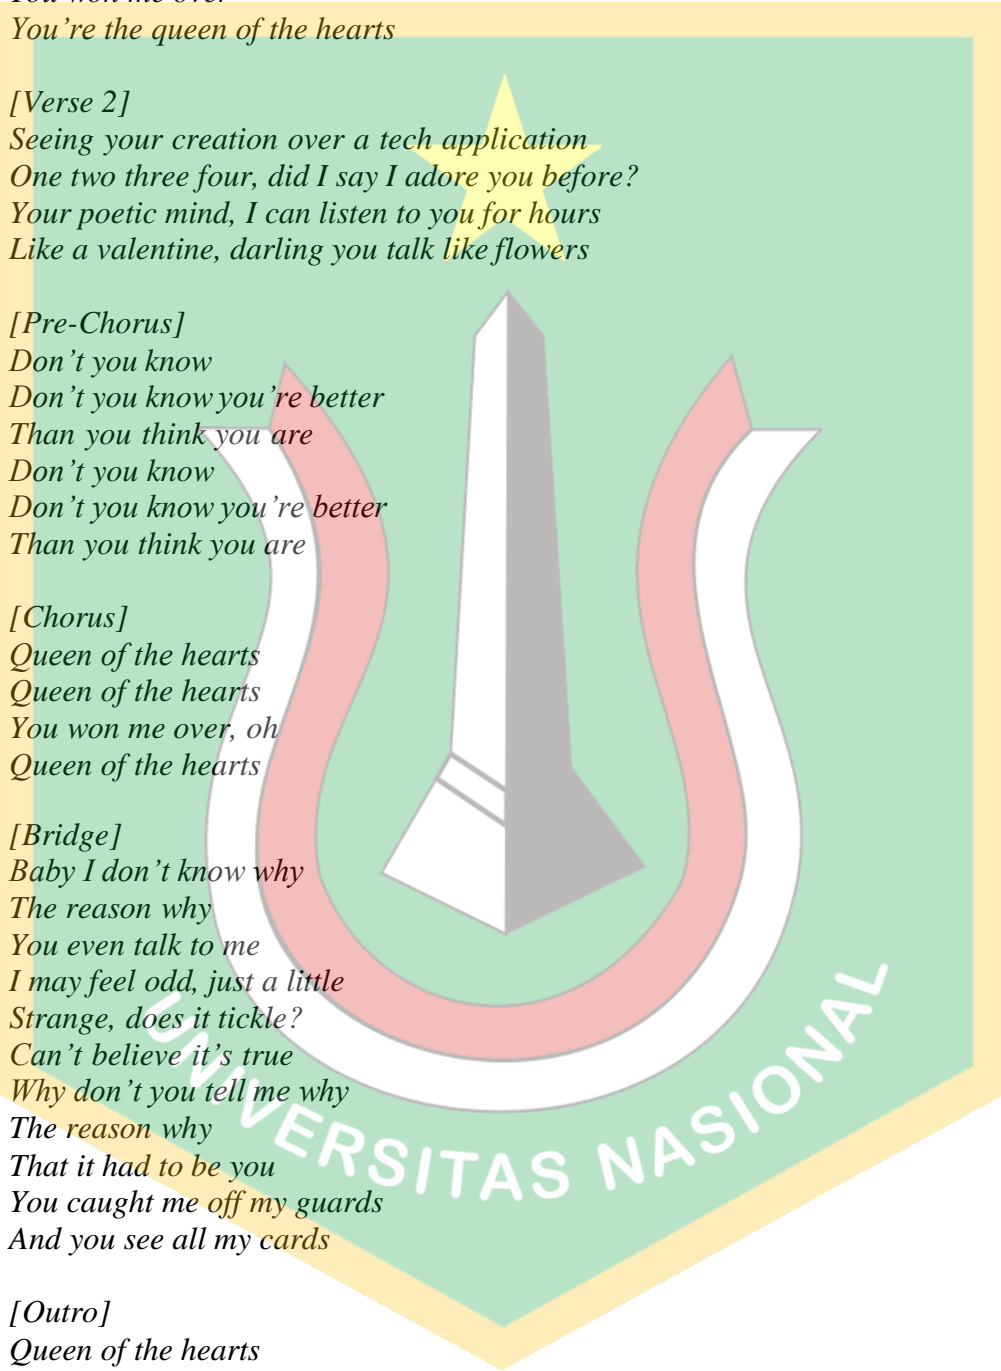 You won me over
You're the queen of the hearts
[Verse 2]
Seeing your creation over a tech application
One two three four, did I say I adore you before?
Your poetic mind, I can listen to you for hours
Like a valentine, darling you talk like flowers
[Pre-Chorus]
Don't you know
Don't you know you're better
Than you think you are
Don't you know
Don't you know you're better
Than you think you are
[Chorus]
Queen of the hearts
Queen of the hearts
You won me over, oh
Queen of the hearts
[Bridge]
Baby I don't know why
The reason why
You even talk to me
I may feel odd, just a little
Strange, does it tickle?
Can't believe it's true
Why don't you tell me why
The reason why
That it had to be you
You caught me off my guards
And you see all my cards
[Outro]
Queen of the hearts
UNIVERSITAS NASIONAL